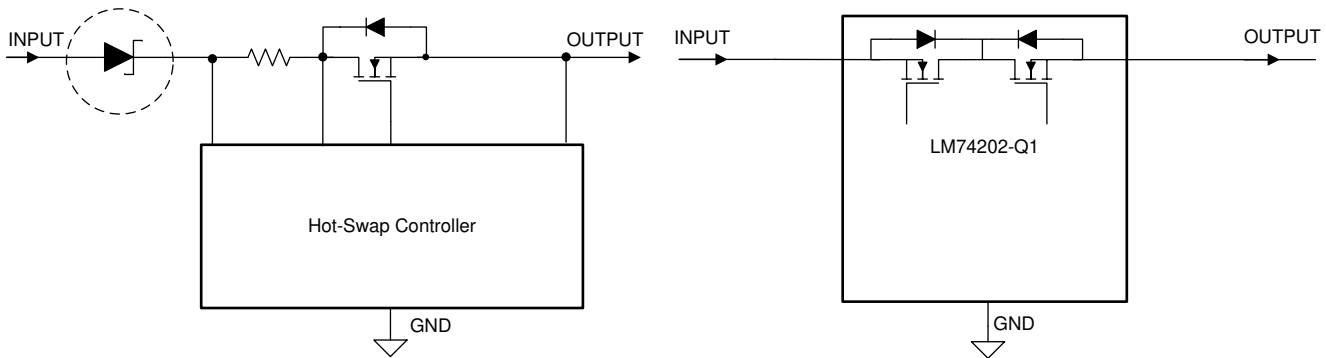 INPUT
OUTPUT
Hot-Swap Controller
GND
INPUT
OUTPUT
LM74202-Q1
GND